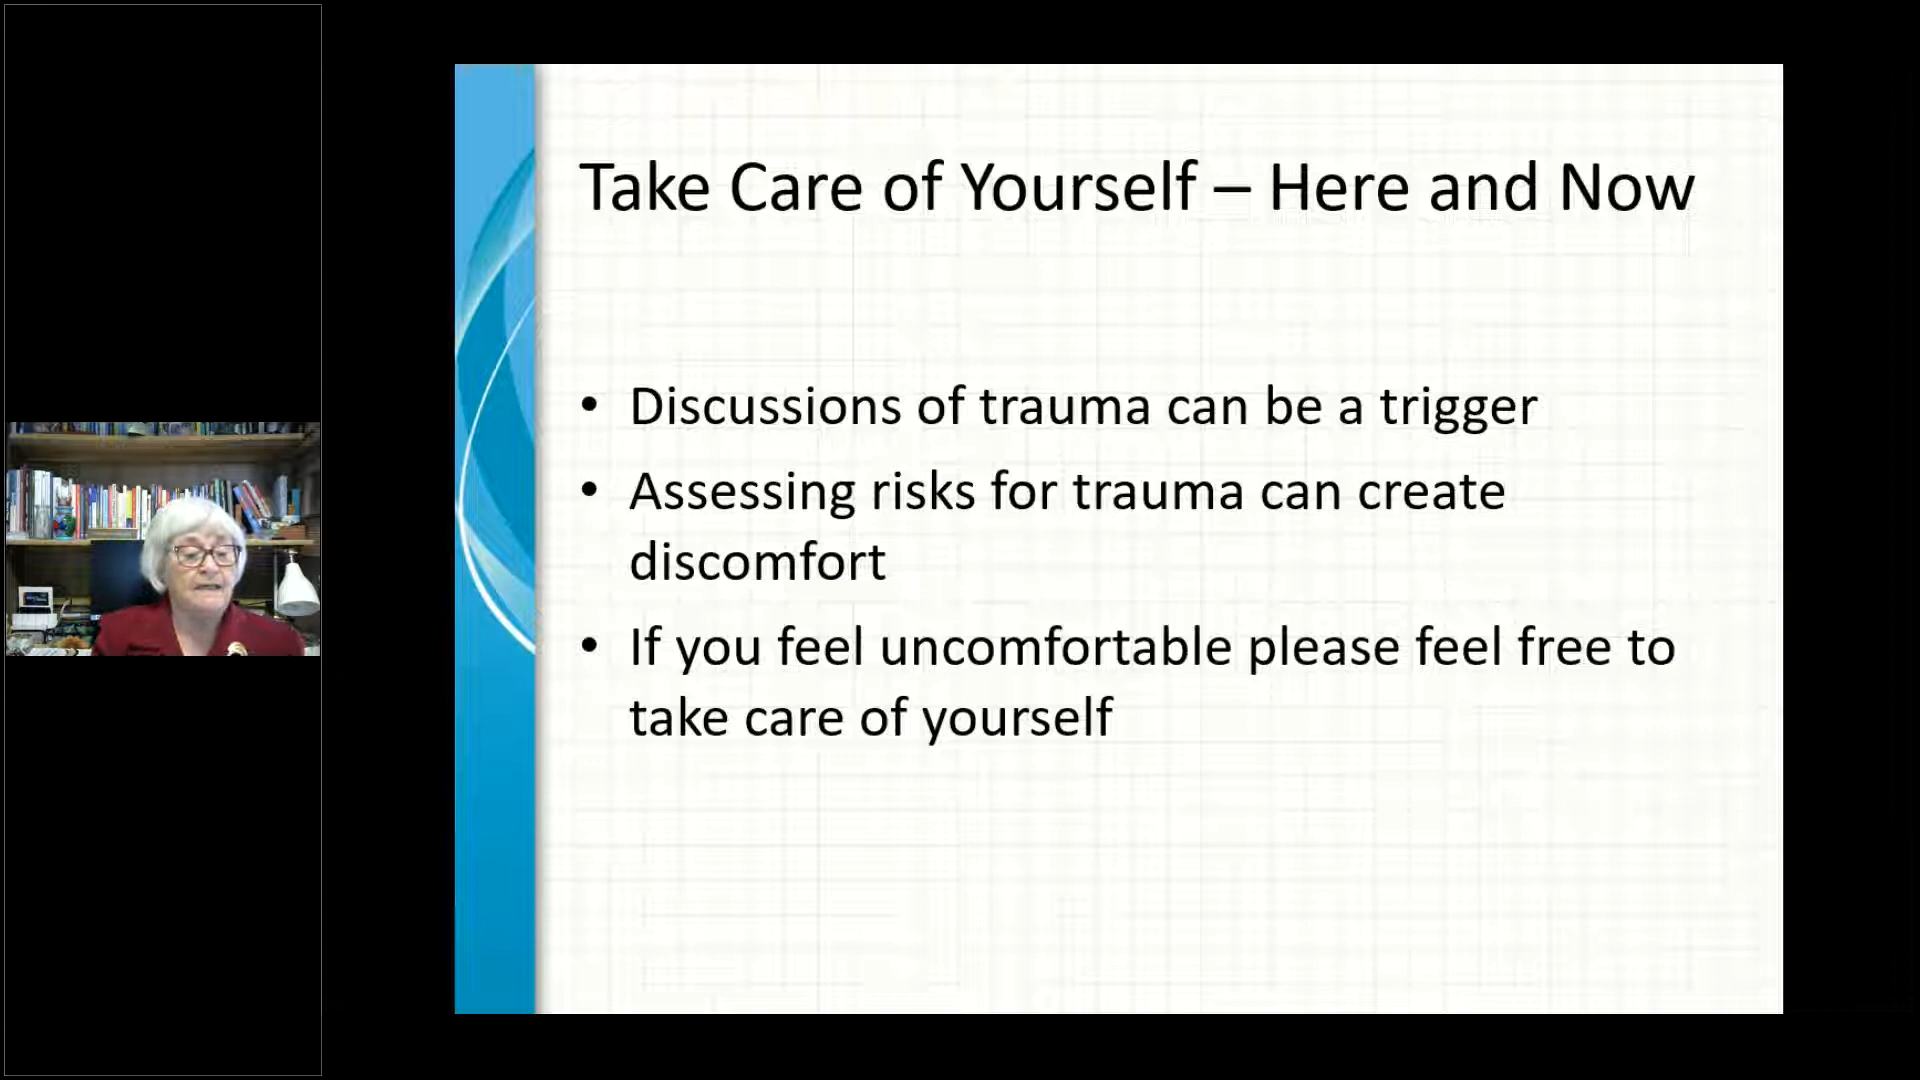 Take Care of Yourself – Here and Now
• Discussions of trauma can be a trigger
• Assessing risks for trauma can create
discomfort
• If you feel uncomfortable please feel free to
take care of yourself